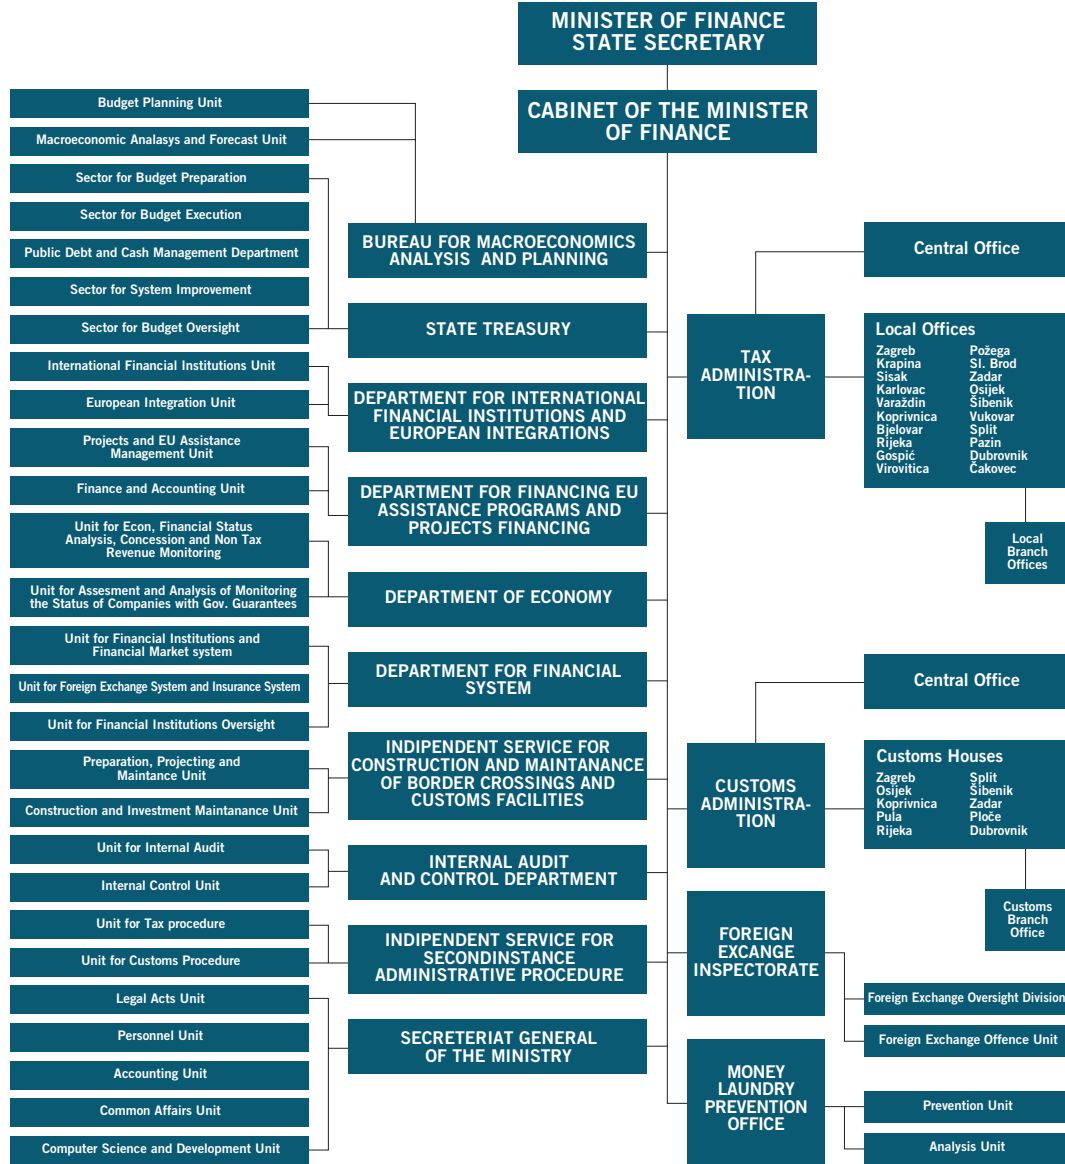 MINISTER OF FINANCE
STATE SECRETARY
CABINET OF THE MINISTER
OF FINANCE
Budget Planning Unit
Macroeconomic Analasys and Forecast Unit
Sector for Budget Preparation
Sector for Budget Execution
Public Debt and Cash Management Department
Sector for System Improvement
Sector for Budget Oversight
International Financial Institutions Unit
European Integration Unit
Projects and EU Assistance
Management Unit
Finance and Accounting Unit
Unit for Econ, Financial Status
Analysis, Concession and Non Tax
Revenue Monitoring
Unit for Assesment and Analysis of Monitoring
the Status of Companies with Gov. Guarantees
Unit for Financial Institutions and
Financial Market system
Unit for Foreign Exchange System and Insurance System
Unit for Financial Institutions Oversight
Preparation, Projecting and
Maintance Unit
Construction and Investment Maintanance Unit
Unit for Internal Audit
Internal Control Unit
Unit for Tax procedure
Unit for Customs Procedure
Legal Acts Unit
Personnel Unit
Accounting Unit
Common Affairs Unit
Computer Science and Development Unit
BUREAU FOR MACROECONOMICS
ANALYSIS AND PLANNING
STATE TREASURY
DEPARTMENT FOR INTERNATIONAL
FINANCIAL INSTITUTIONS AND
EUROPEAN INTEGRATIONS
DEPARTMENT FOR FINANCING EU
ASSISTANCE PROGRAMS AND
PROJECTS FINANCING
DEPARTMENT OF ECONOMY
DEPARTMENT FOR FINANCIAL
SYSTEM
INDIPENDENT SERVICE FOR
CONSTRUCTION AND MAINTANANCE
OF BORDER CROSSINGS AND
CUSTOMS FACILITIES
INTERNAL AUDIT
AND CONTROL DEPARTMENT
INDIPENDENT SERVICE FOR
SECONDINSTANCE
ADMINISTRATIVE PROCEDURE
SECRETERIAT GENERAL
OF THE MINISTRY
TAX
ADMINISTRA-
TION
CUSTOMS
ADMINISTRA-
TION
FOREIGN
EXCANGE
INSPECTORATE
MONEY
LAUNDRY
PREVENTION
OFFICE
Central Office
Local Offices
Zagreb Požega
Krapina Sl. Brod
Sisak Zadar
Karlovac Osijek
Varaždin Šibenik
Koprivnica Vukovar
Bjelovar Split
Rijeka Pazin
Gospić Dubrovnik
Virovitica Čakovec
Local
Branch
Offices
Central Office
Customs Houses
Zagreb Split
Osijek Šibenik
Koprivnica Zadar
Pula Ploče
Rijeka Dubrovnik
Customs
Branch
Office
Foreign Exchange Oversight Division
Foreign Exchange Offence Unit
Prevention Unit
Analysis Unit